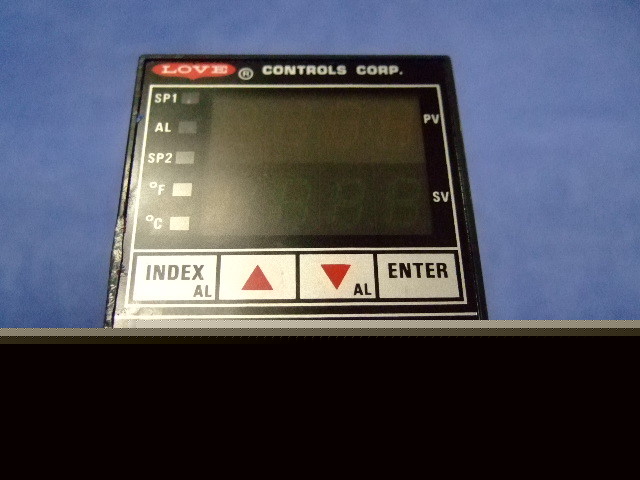 LOVE ® CONTROLS CORP.
SP1
AL
PV
SP2
°F
SV
°C
INDEX
AL
AL
ENTER